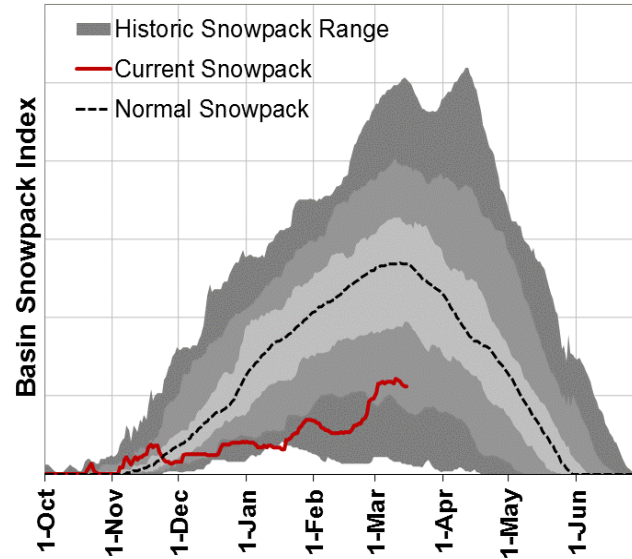 Historic Snowpack Range
Current Snowpack
Normal Snowpack
Basin Snowpack Index
1-Oct
1-Nov
1-Dec
1-Jan
1-Feb
1-Mar
1-Apr
1-May
1-Jun